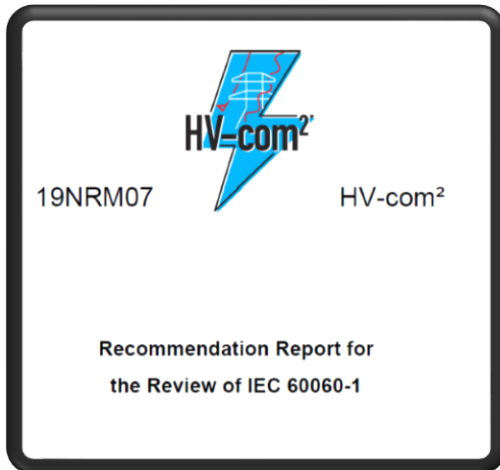 HV-com²'
19NRM07 HV-com²
Recommendation Report for
the Review of IEC 60060-1